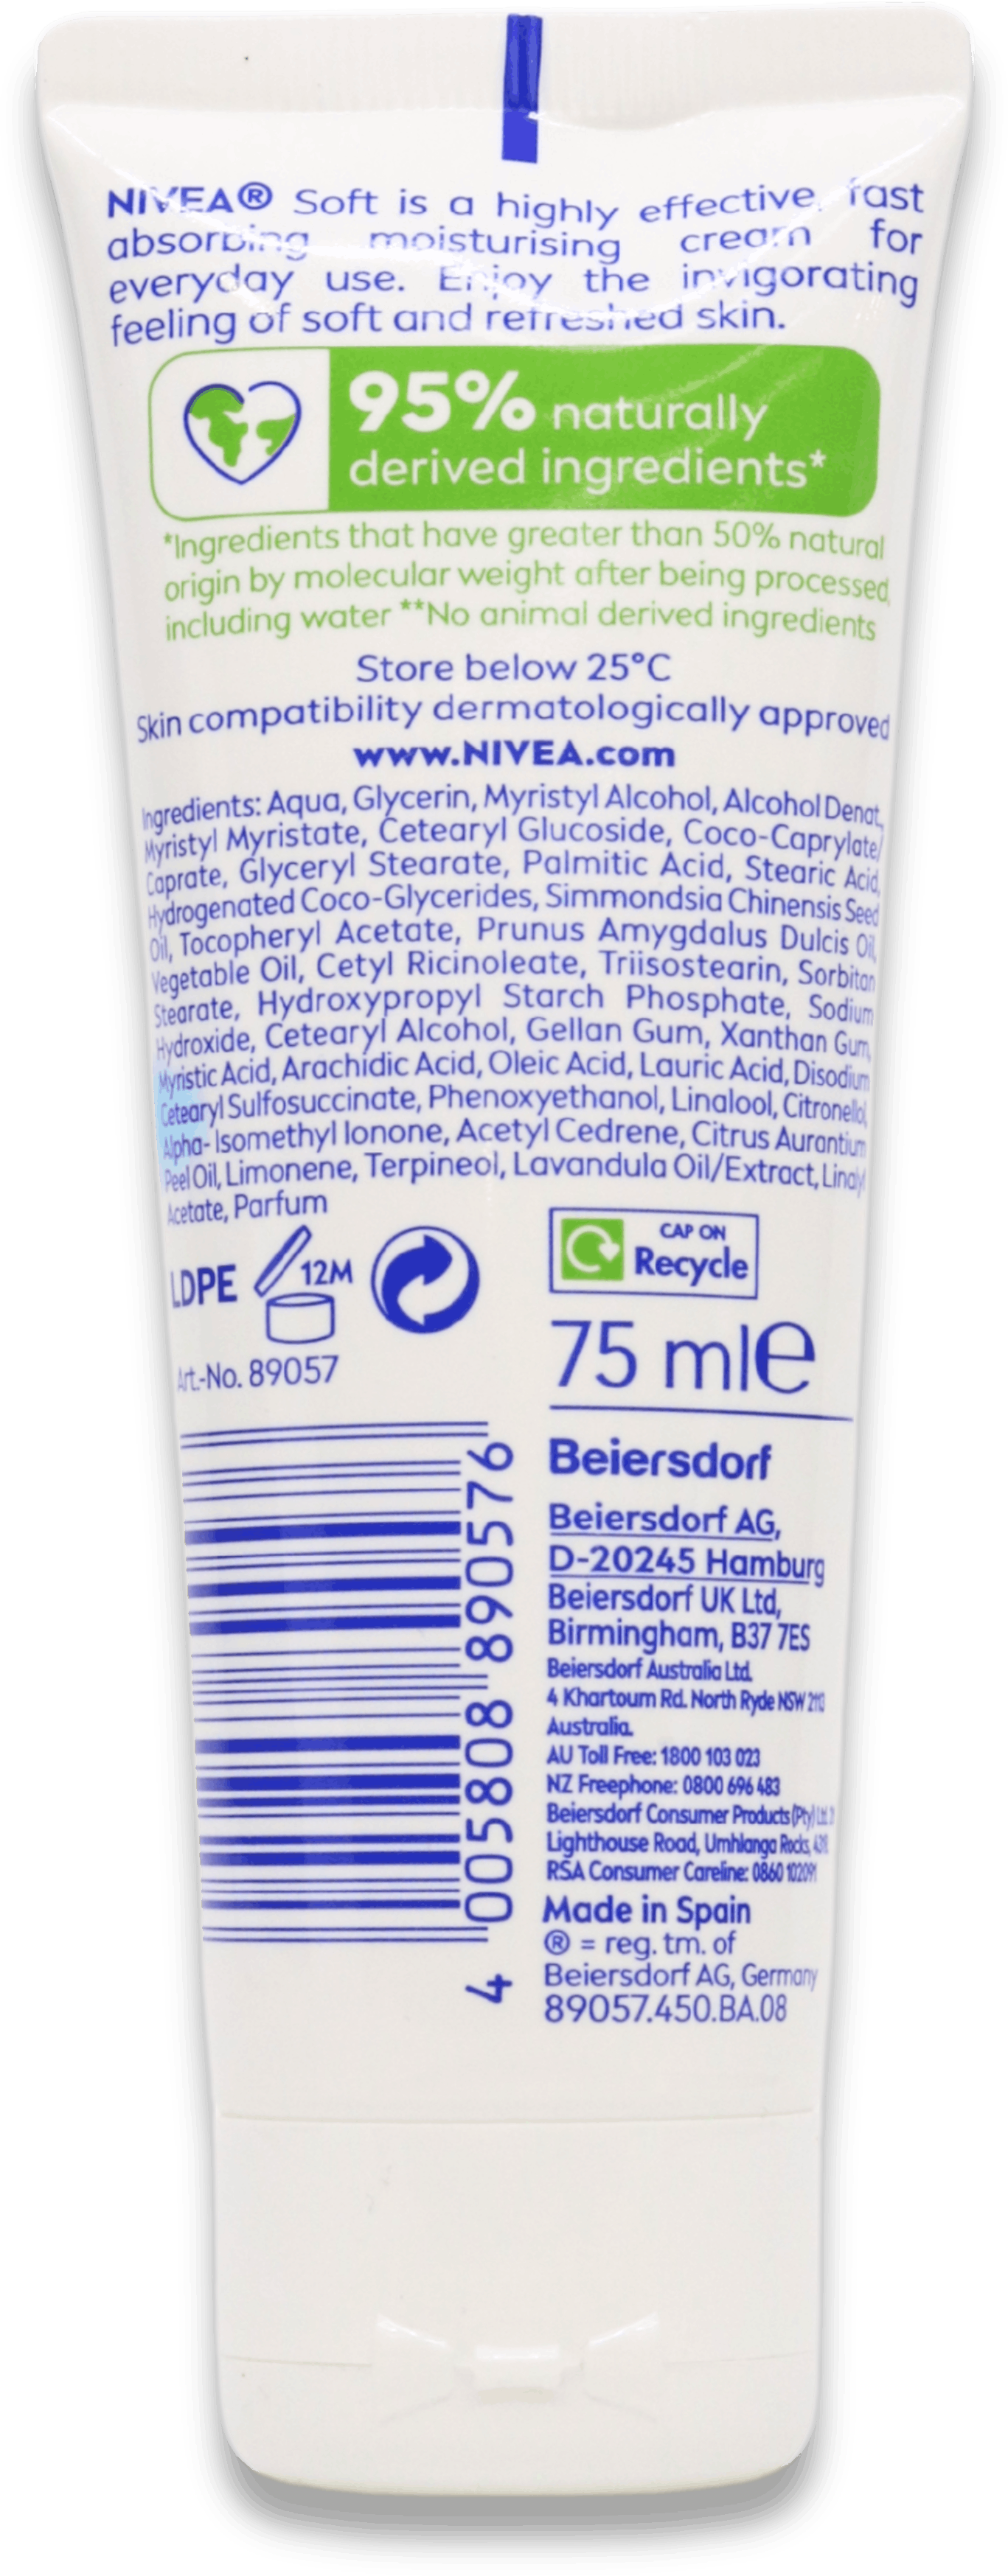 NIVEA® Soft is a highly effective, fast
absorbing moisturising cream for
everyday use. Enjoy the invigorating
feeling of soft and refreshed skin.
95% naturally
derived ingredients*
*Ingredients that have greater than 50% natural
origin by molecular weight after being processed,
including water **No animal derived ingredients
Store below 25°C
Skin compatibility dermatologically approved
www.NIVEA.com
Ingredients: Aqua, Glycerin, Myristyl Alcohol, Alcohol Denat.,
Myristyl Myristate, Cetearyl Glucoside, Coco-Caprylate/
Caprate, Glyceryl Stearate, Palmitic Acid, Stearic Acid,
Hydrogenated Coco-Glycerides, Simmondsia Chinensis Seed
Oil, Tocopheryl Acetate, Prunus Amygdalus Dulcis Oil,
Vegetable Oil, Cetyl Ricinoleate, Triisostearin, Sorbitan
Stearate, Hydroxypropyl Starch Phosphate, Sodium
Hydroxide, Cetearyl Alcohol, Gellan Gum, Xanthan Gum,
Myristic Acid, Arachidic Acid, Oleic Acid, Lauric Acid, Disodium
Cetearyl Sulfosuccinate, Phenoxyethanol, Linalool, Citronellol,
Alpha-Isomethyl Ionone, Acetyl Cedrene, Citrus Aurantium
Peel Oil, Limonene, Terpineol, Lavandula Oil/Extract, Linalyl
Acetate, Parfum
LDPE
12M
CAP ON
Recycle
Art.-No. 89057
75 ml e
4 005808 890576
Beiersdorf
Beiersdorf AG,
D-20245 Hamburg
Beiersdorf UK Ltd,
Birmingham, B37 7ES
Beiersdorf Australia Ltd.
4 Khartoum Rd. North Ryde NSW
Australia.
AU Toll Free: 1800 103 023
NZ Freephone: 0800 696 483
Beiersdorf Consumer Products (Pty)
Lighthouse Road, Umhlanga Rocks,
RSA Consumer Careline: 0860 102091
Made in Spain
® = reg. tm. of
Beiersdorf AG, Germany
89057.450.BA.08